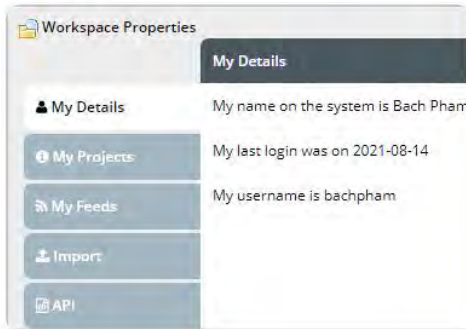 Workspace Properties
My Details
My Details
My name on the system is Bach Pham
My Projects
My last login was on 2021-08-14
My Feeds
My username is bachpham
Import
API